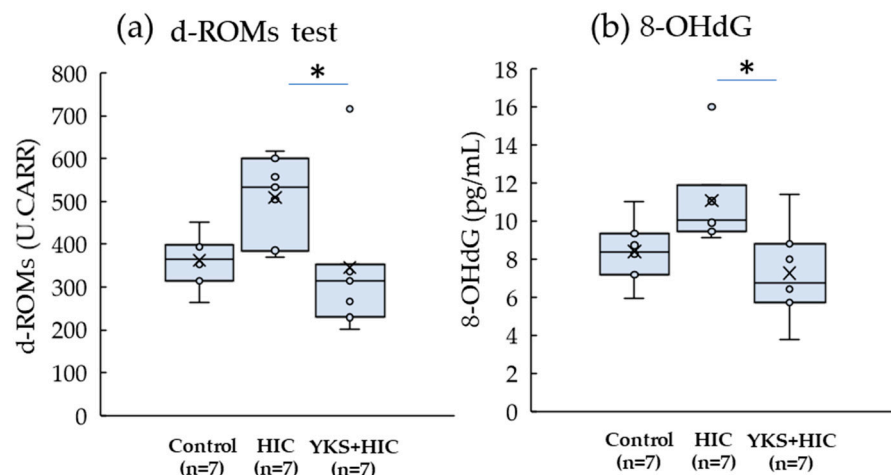 (a) d-ROMs test
*
800
700
600
500
400
300
200
100
0
d-ROMs (U.CARR)
Control
(n=7)
HIC
(n=7)
YKS+HIC
(n=7)
(b) 8-OHdG
*
18
16
14
12
10
8
6
4
2
0
8-OHdG (pg/mL)
Control
(n=7)
HIC
(n=7)
YKS+HIC
(n=7)